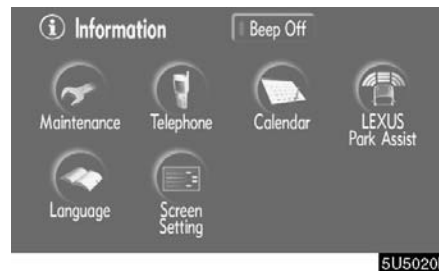 i Information Beep Off
Maintenance Telephone Calendar LEXUS
Park Assist
Language Screen
Setting
5U5020